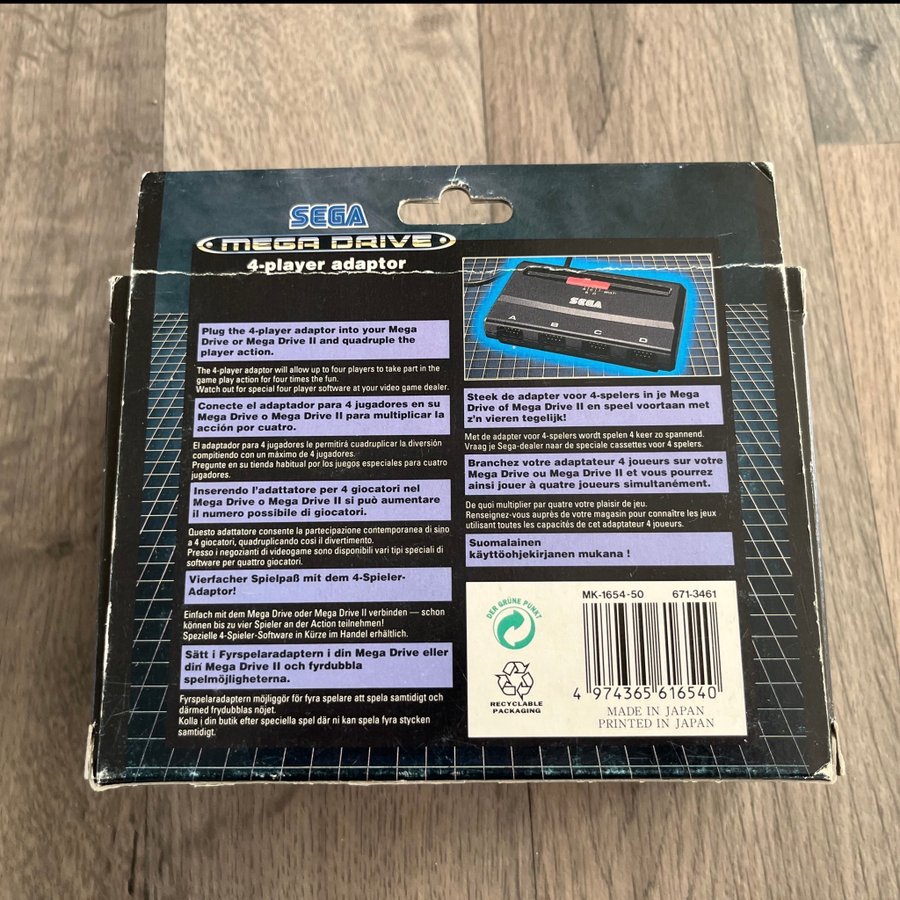 SEGA
MEGA DRIVE
4-player adaptor
Plug the 4-player adaptor into your Mega
Drive or Mega Drive II and quadruple the
player action.
The 4-player adaptor will allow up to four players to take part in the
game play action for four times the fun.
Watch out for special four player software at your video game dealer.
Conecte el adaptador para 4 jugadores en su
Mega Drive o Mega Drive II para multiplicar la
acción por cuatro.
El adaptador para 4 jugadores le permitirá cuadruplicar la diversión
compitiendo con un máximo de 4 jugadores.
Pregunte en su tienda habitual por los juegos especiales para cuatro
jugadores.
Inserendo l'adattatore per 4 giocatori nel
Mega Drive o Mega Drive II si può aumentare
il numero possibile di giocatori.
Questo adattatore consente la partecipazione contemporanea di sino
a 4 giocatori, quadruplicando così il divertimento.
Presso i negozianti di videogame sono disponibili vari tipi speciali di
software per quattro giocatori.
Vierfacher Spielpaß mit dem 4-Spieler-
Adaptor!
Einfach mit dem Mega Drive oder Mega Drive II verbinden — schon
können bis zu vier Spieler an der Action teilnehmen!
Spezielle 4-Spieler-Software in Kürze im Handel erhältlich.
Sätt i Fyrspelaradaptern i din Mega Drive eller
din Mega Drive II och fyrdubbla
spelmöjligheterna.
Fyrspelaradaptern möjliggör för fyra spelare att spela samtidigt och
därmed fyrdubblas nöjet.
Kolla i din butik efter speciella spel där ni kan spela fyra stycken
samtidigt.
SEGA
A B C D
Steek de adapter voor 4-spelers in je Mega
Drive of Mega Drive II en speel voortaan met
z'n vieren tegelijk!
Met de adapter voor 4-spelers wordt spelen 4 keer zo spannend.
Vraag je Sega-dealer naar de speciale cassettes voor 4 spelers.
Branchez votre adaptateur 4 joueurs sur votre
Mega Drive ou Mega Drive II et vous pourrez
ainsi jouer à quatre joueurs simultanément.
De quoi multiplier par quatre votre plaisir de jeu.
Renseignez-vous auprès de votre magasin pour connaître les jeux
utilisant toutes les capacités de cet adaptateur 4 joueurs.
Suomalainen
käyttöohjekirjanen mukana !
DER GRÜNE PUNKT
RECYCLABLE
PACKAGING
MK-1654-50 671-3461
4 974365 616540
MADE IN JAPAN
PRINTED IN JAPAN